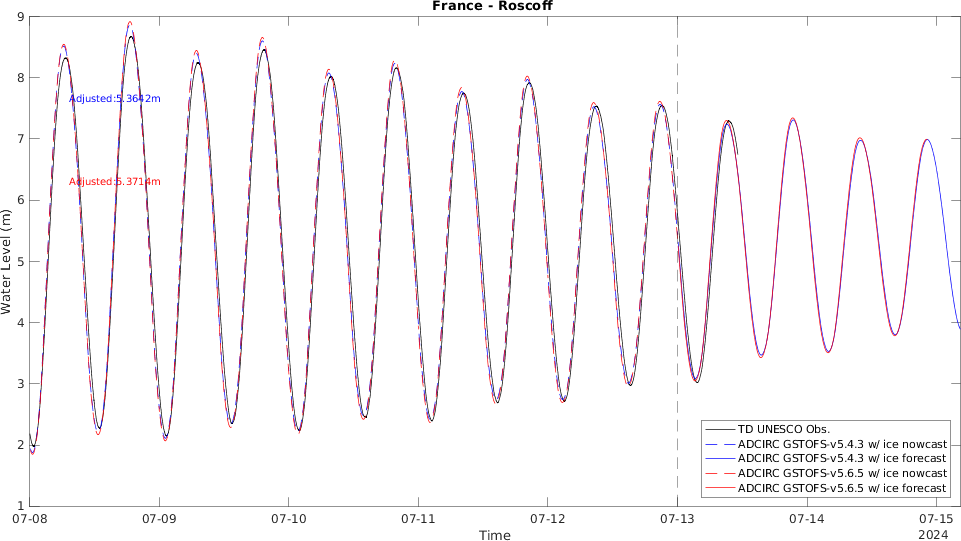 France - Roscoff
9
8
7
6
5
4
3
2
1
Water Level (m)
Adjusted:5.3642m
Adjusted:5.3714m
TD UNESCO Obs.
ADCIRC GSTOFS-v5.4.3 w/ ice nowcast
ADCIRC GSTOFS-v5.4.3 w/ ice forecast
ADCIRC GSTOFS-v5.6.5 w/ ice nowcast
ADCIRC GSTOFS-v5.6.5 w/ ice forecast
07-08 07-09 07-10 07-11 07-12 07-13 07-14 07-15
Time 2024